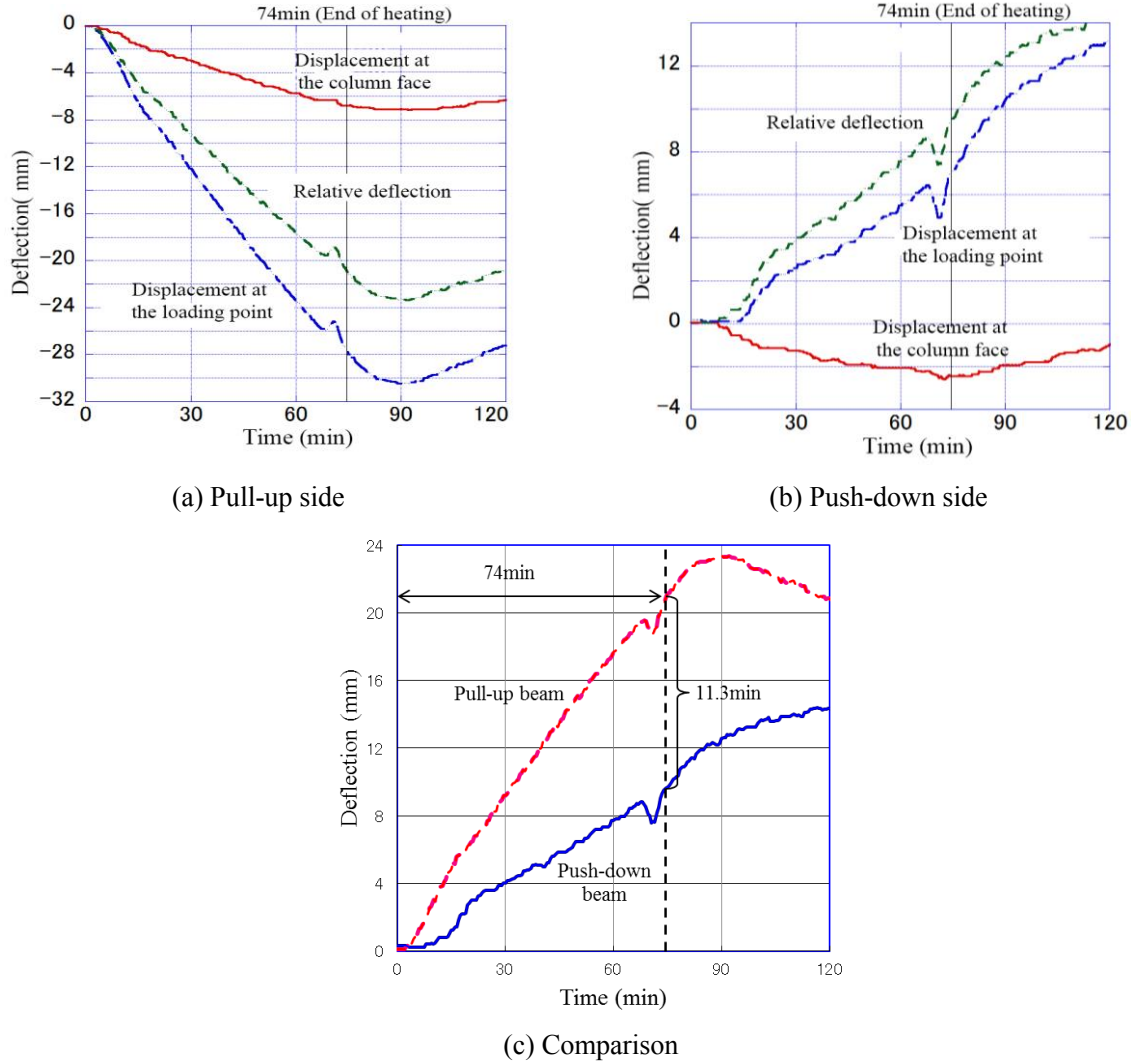 74min (End of heating)
0
−4
−8
−12
−16
−20
−24
−28
−32
Deflection( mm)
Displacement at
the column face
Relative deflection
Displacement at
the loading point
0
30
60
90
120
Time (min)
(a) Pull-up side
74min (End of heating)
12
8
4
0
−4
Deflection( mm)
Relative deflection
Displacement at
the loading point
Displacement at
the column face
0
30
60
90
120
Time (min)
(b) Push-down side
24
20
16
12
8
4
0
Deflection (mm)
74min
Pull-up beam
11.3min
Push-down
beam
0
30
60
90
120
Time (min)
(c) Comparison